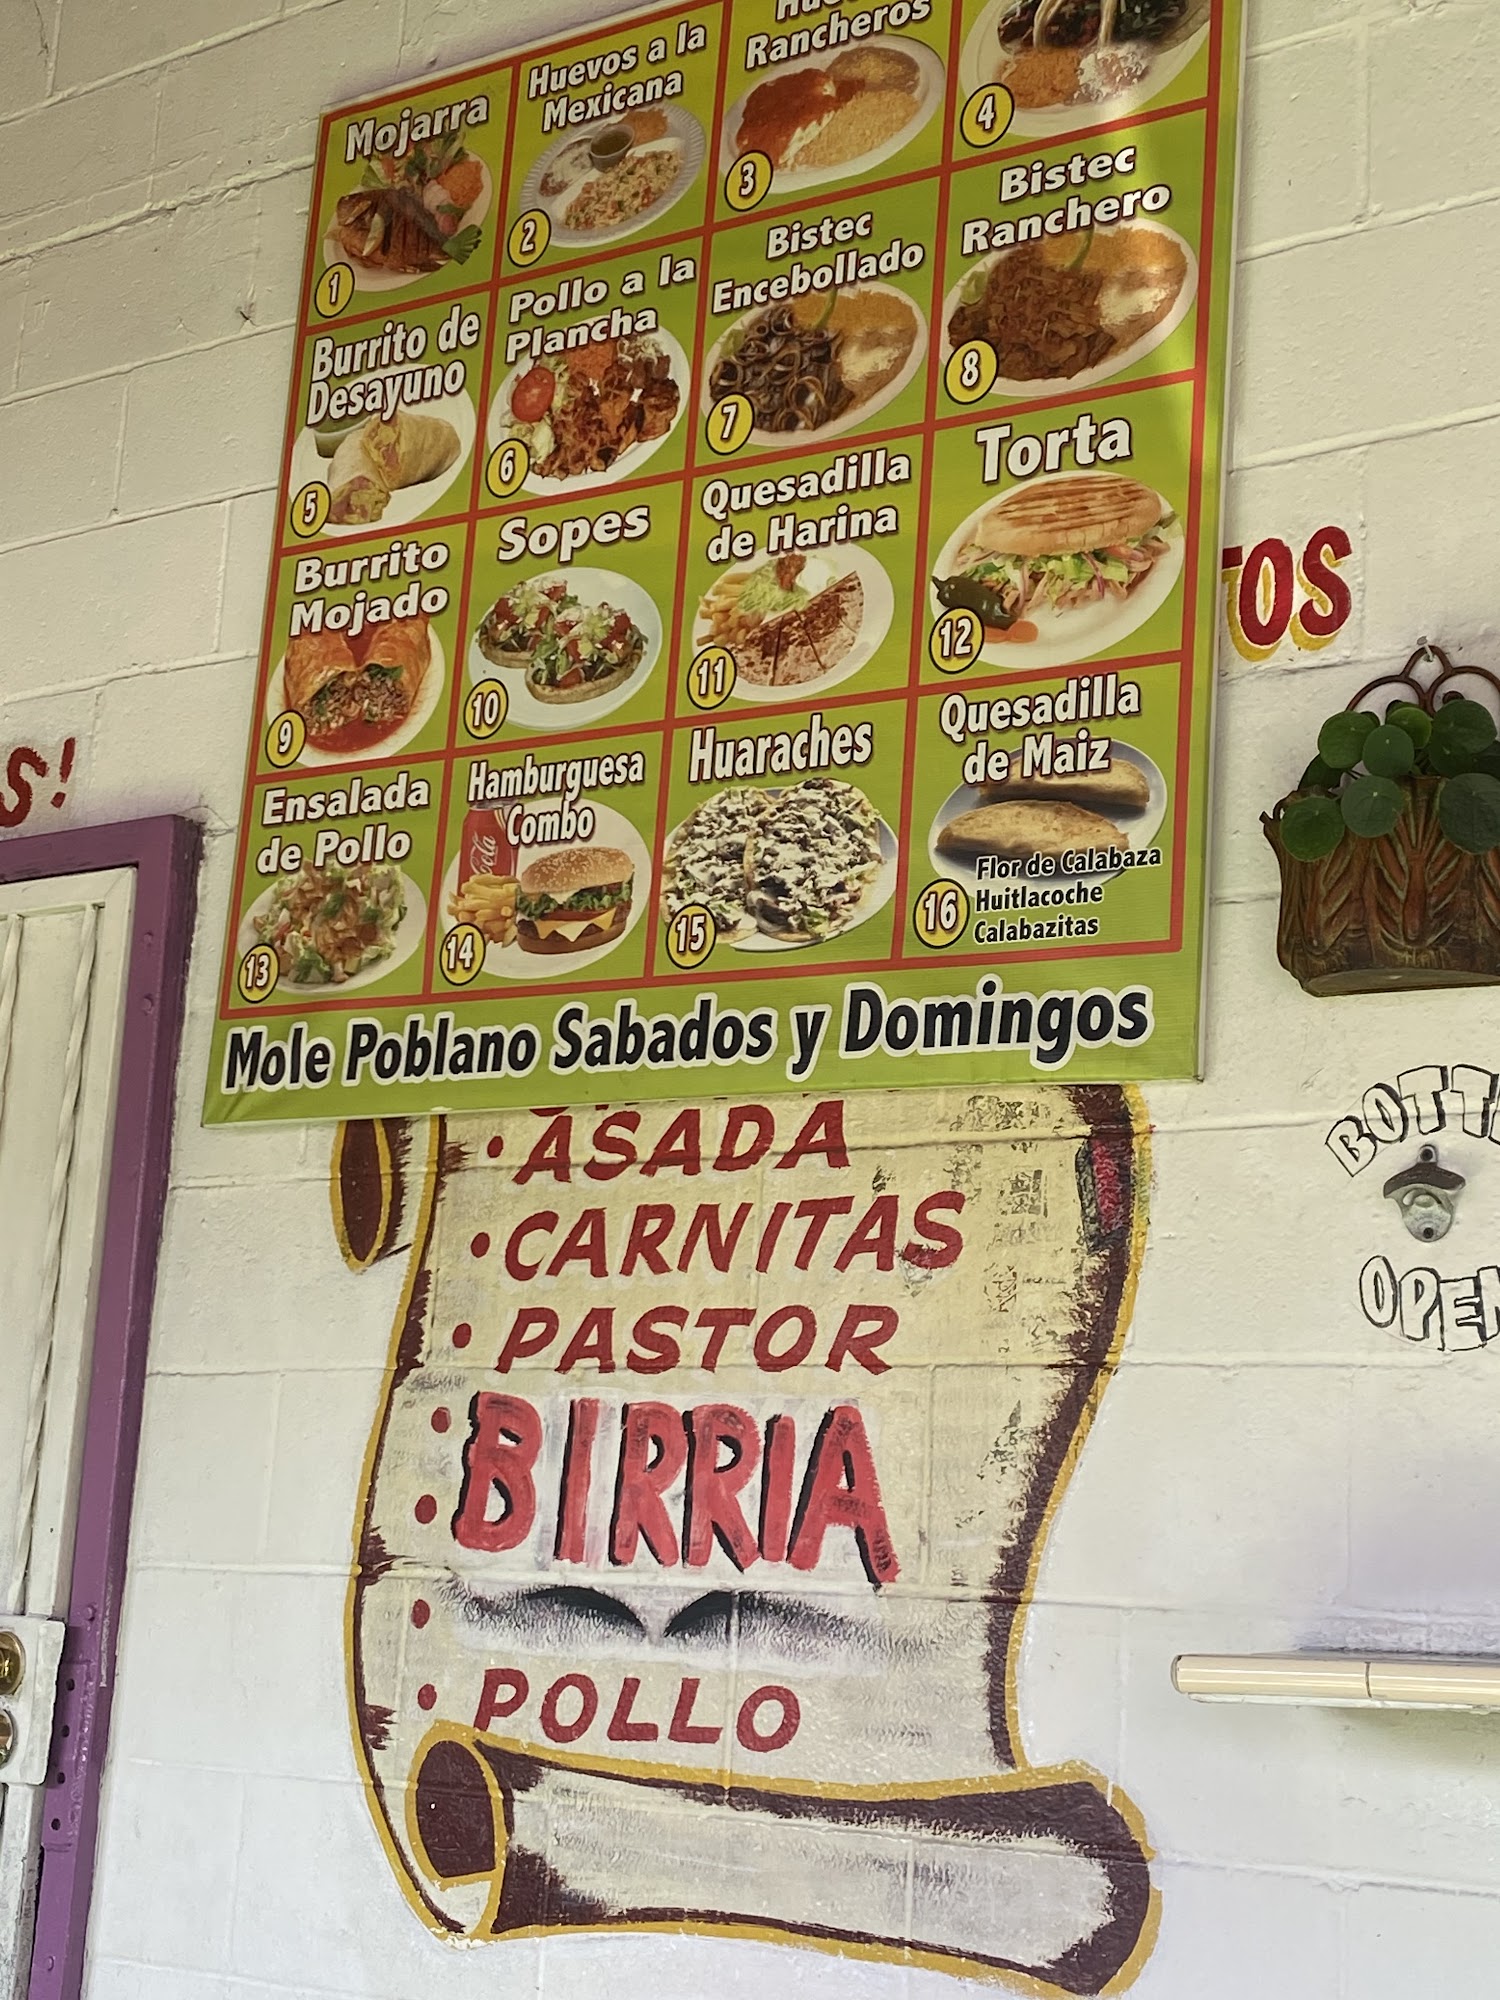 Mojarra
1
Huevos a la
Mexicana
2
Rancheros
3
4
Burrito de
Desayuno
5
Pollo a la
Plancha
6
Bistec
Encebollado
7
Bistec
Ranchero
8
Burrito
Mojado
9
Sopes
10
Quesadilla
de Harina
11
Torta
12
Ensalada
de Pollo
13
Hamburguesa
Combo
Cola
14
Huaraches
15
Quesadilla
de Maiz
Flor de Calabaza
Huitlacoche
Calabazitas
16
Mole Poblano Sabados y Domingos
S!
TOS
• ASADA
• CARNITAS
• PASTOR
• BIRRIA
• POLLO
BOTT
OPEN